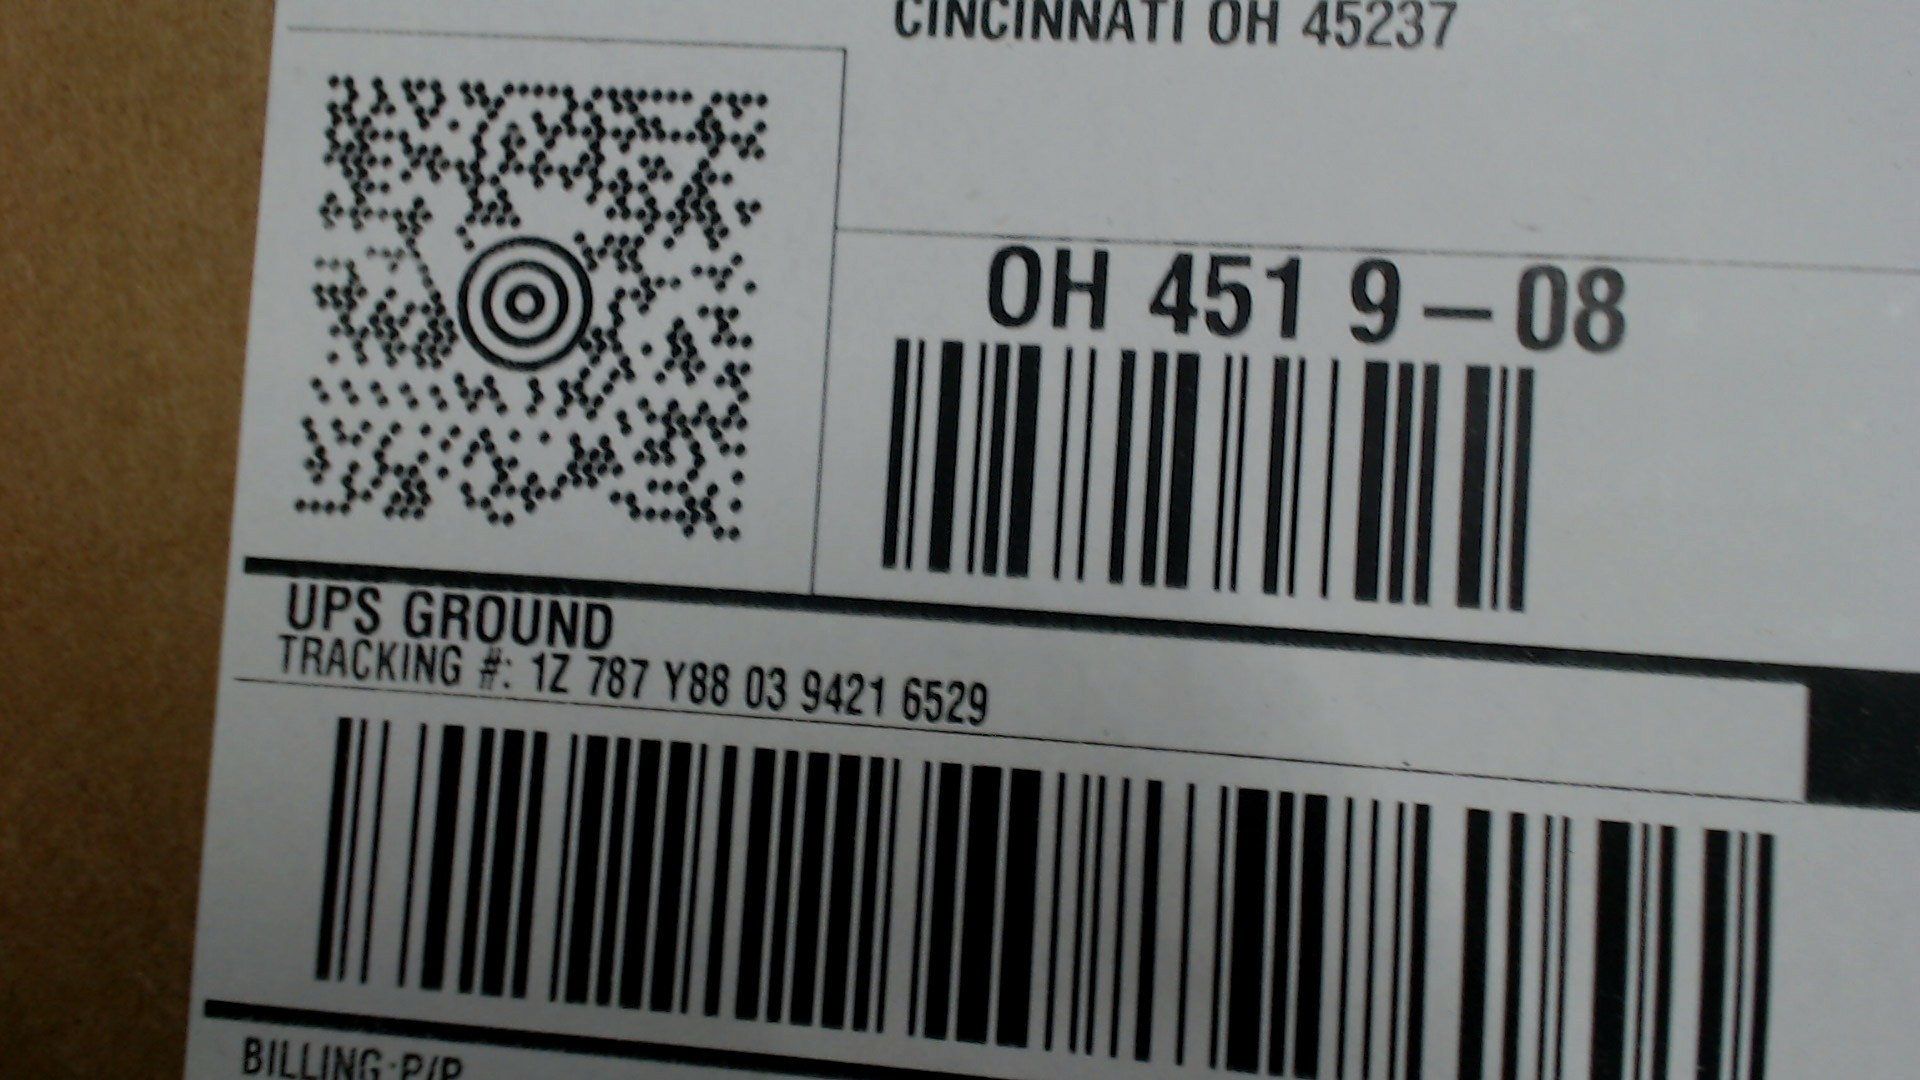 CINCINNATI OH 45237
OH 451 9-08
UPS GROUND
TRACKING #: 1Z 787 Y88 03 9421 6529
BILLING: P/P